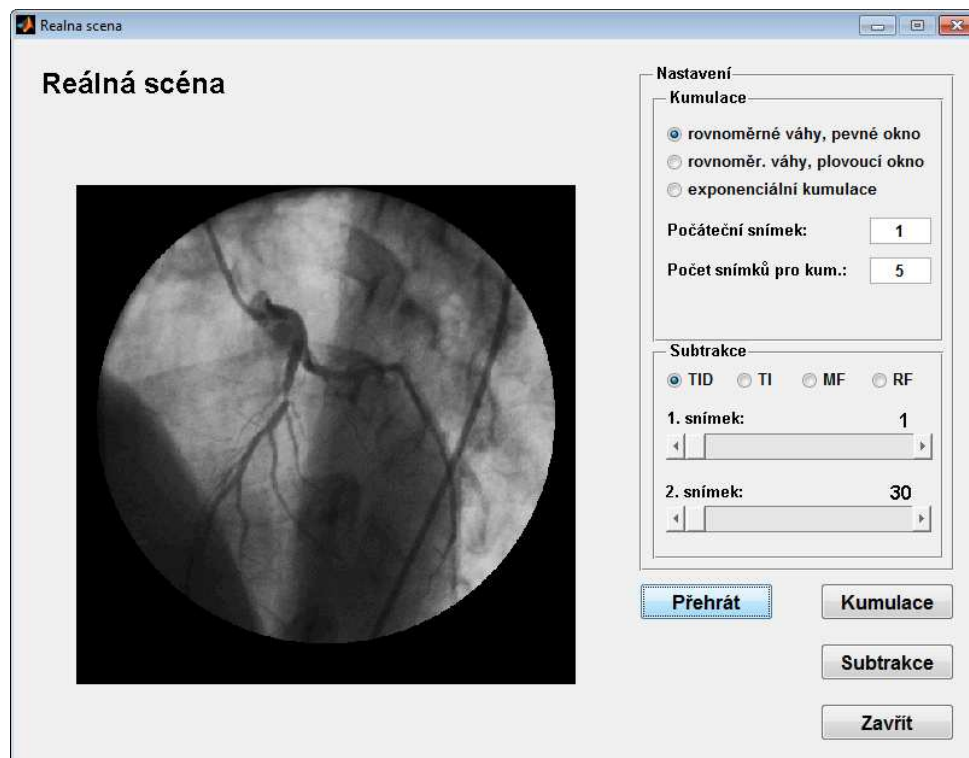 Realna scena
Reálná scéna
Nastavení
Kumulace
rovnoměrné váhy, pevné okno
rovnoměr. váhy, plovoucí okno
exponenciální kumulace
Počáteční snímek: 1
Počet snímků pro kum.: 5
Subtrakce
TID TI MF RF
1. snímek: 1
2. snímek: 30
Přehrát Kumulace
Subtrakce
Zavřít